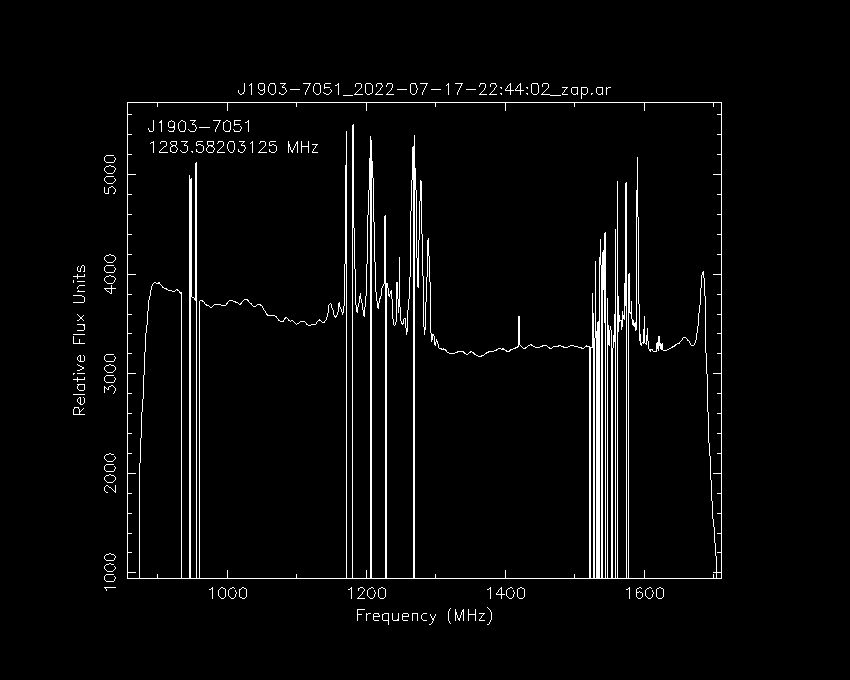 J1903-7051_2022-07-17-22:44:02_zap.ar
J1903-7051
1283.58203125 MHz
5000
4000
3000
2000
1000
Relative Flux Units
1000 1200 1400 1600
Frequency (MHz)